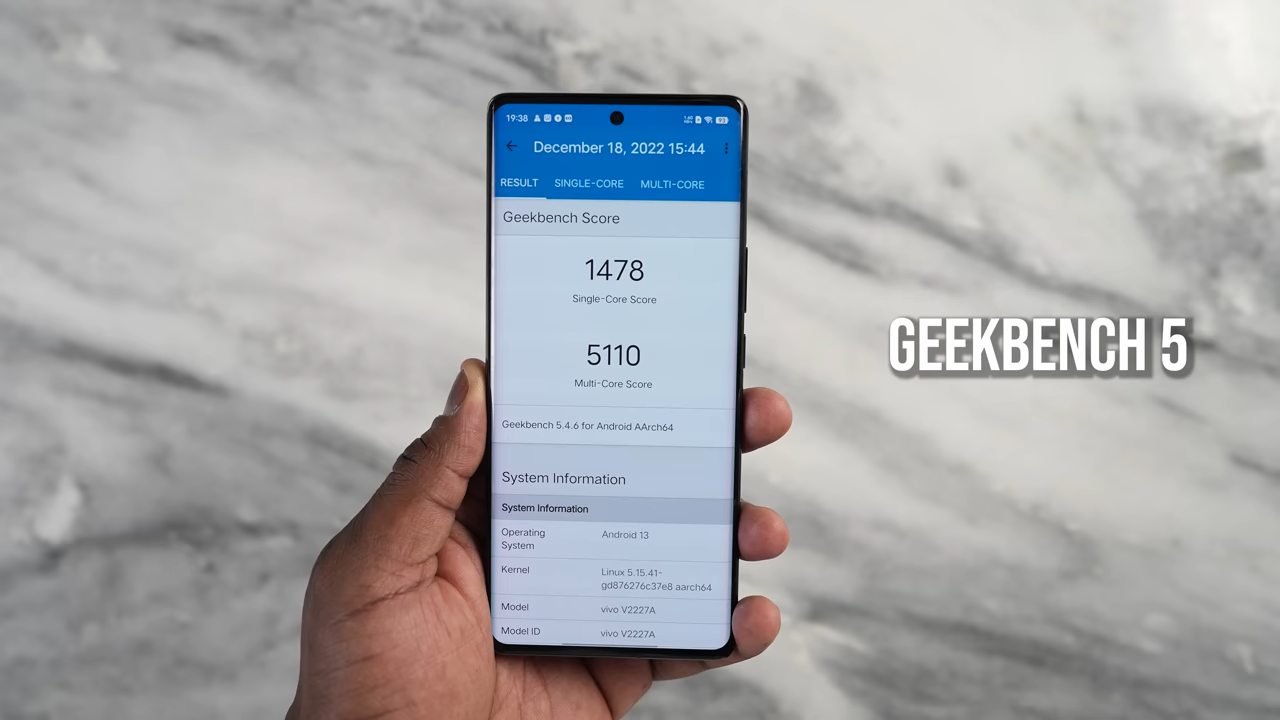 19:38
93
December 18, 2022 15:44
RESULT SINGLE-CORE MULTI-CORE
Geekbench Score
1478
Single-Core Score
5110
Multi-Core Score
Geekbench 5.4.6 for Android AArch64
System Information
System Information
Operating System
Android 13
Kernel
Linux 5.15.41-
gd876276c37e8 aarch64
Model
vivo V2227A
Model ID
vivo V2227A
GEEKBENCH 5